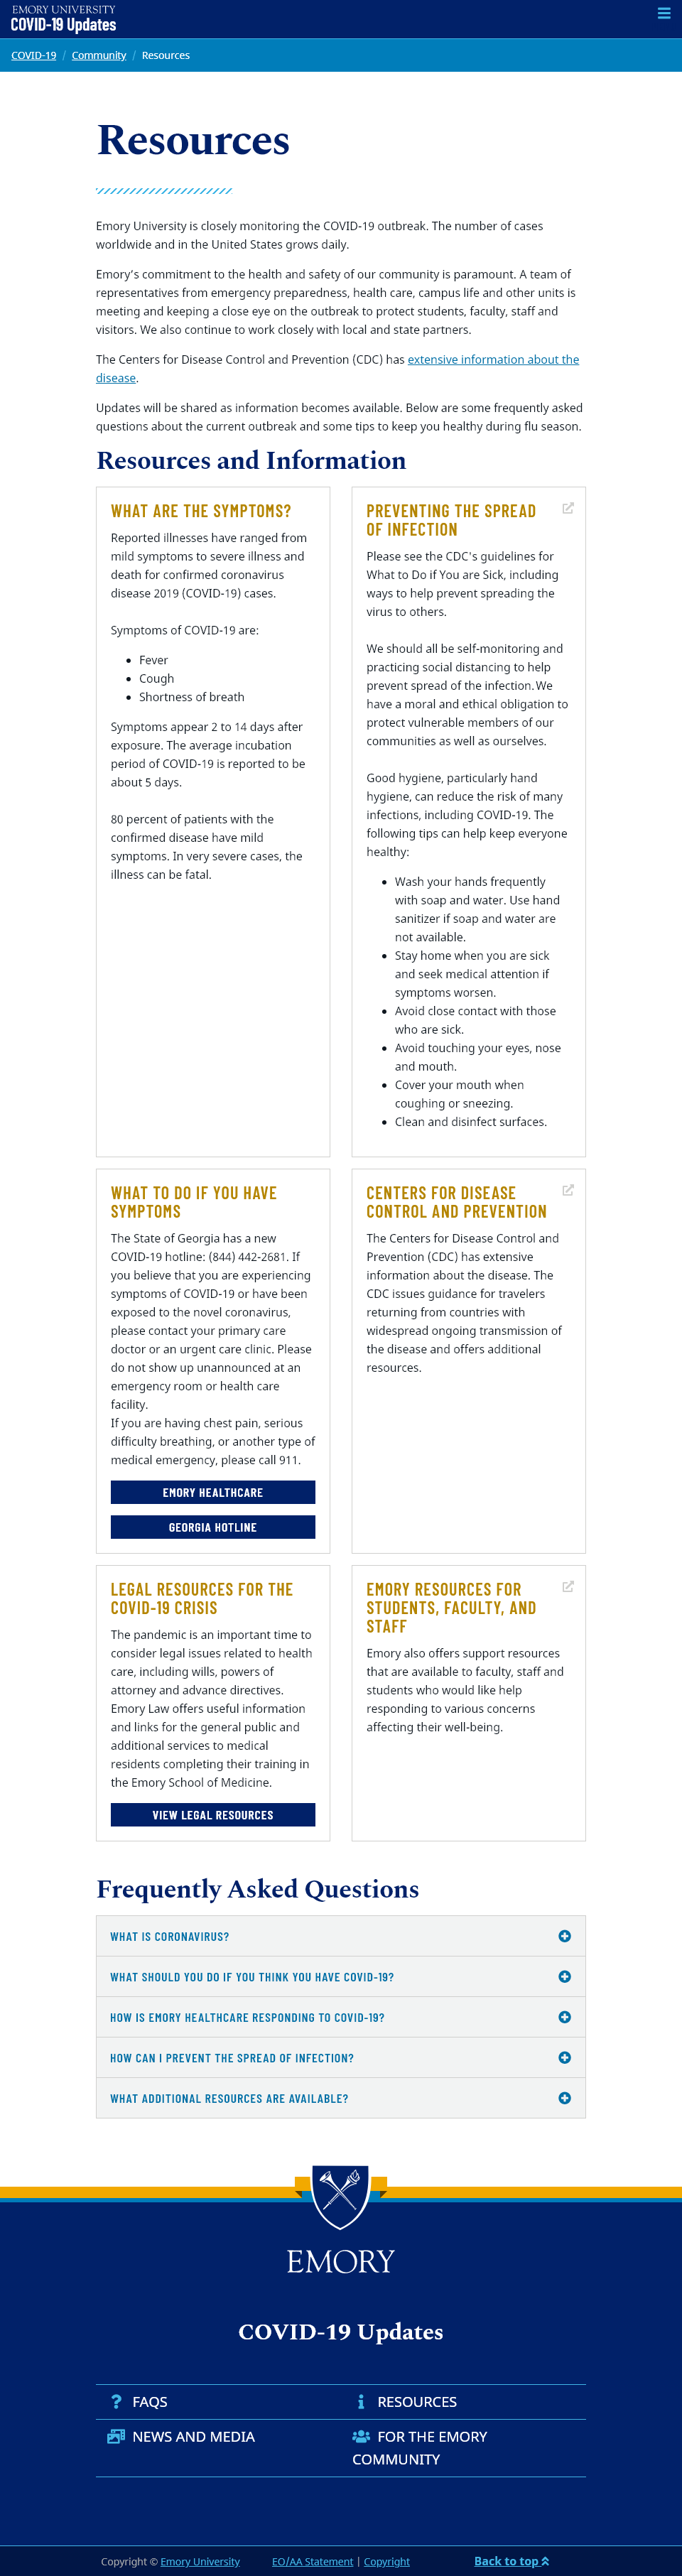 EMORY UNIVERSITY
COVID-19 Updates
COVID-19 / Community / Resources
Resources
Emory University is closely monitoring the COVID-19 outbreak. The number of cases
worldwide and in the United States grows daily.
Emory's commitment to the health and safety of our community is paramount. A team of
representatives from emergency preparedness, health care, campus life and other units is
meeting and keeping a close eye on the outbreak to protect students, faculty, staff and
visitors. We also continue to work closely with local and state partners.
The Centers for Disease Control and Prevention (CDC) has extensive information about the
disease.
Updates will be shared as information becomes available. Below are some frequently asked
questions about the current outbreak and some tips to keep you healthy during flu season.
Resources and Information
WHAT ARE THE SYMPTOMS?
Reported illnesses have ranged from
mild symptoms to severe illness and
death for confirmed coronavirus
disease 2019 (COVID-19) cases.
Symptoms of COVID-19 are:
• Fever
• Cough
• Shortness of breath
Symptoms appear 2 to 14 days after
exposure. The average incubation
period of COVID-19 is reported to be
about 5 days.
80 percent of patients with the
confirmed disease have mild
symptoms. In very severe cases, the
illness can be fatal.
PREVENTING THE SPREAD
OF INFECTION
Please see the CDC's guidelines for
What to Do if You are Sick, including
ways to help prevent spreading the
virus to others.
We should all be self-monitoring and
practicing social distancing to help
prevent spread of the infection. We
have a moral and ethical obligation to
protect vulnerable members of our
communities as well as ourselves.
Good hygiene, particularly hand
hygiene, can reduce the risk of many
infections, including COVID-19. The
following tips can help keep everyone
healthy:
• Wash your hands frequently
with soap and water. Use hand
sanitizer if soap and water are
not available.
• Stay home when you are sick
and seek medical attention if
symptoms worsen.
• Avoid close contact with those
who are sick.
• Avoid touching your eyes, nose
and mouth.
• Cover your mouth when
coughing or sneezing.
• Clean and disinfect surfaces.
WHAT TO DO IF YOU HAVE
SYMPTOMS
The State of Georgia has a new
COVID-19 hotline: (844) 442-2681. If
you believe that you are experiencing
symptoms of COVID-19 or have been
exposed to the novel coronavirus,
please contact your primary care
doctor or an urgent care clinic. Please
do not show up unannounced at an
emergency room or health care
facility.
If you are having chest pain, serious
difficulty breathing, or another type of
medical emergency, please call 911.
EMORY HEALTHCARE
GEORGIA HOTLINE
CENTERS FOR DISEASE
CONTROL AND PREVENTION
The Centers for Disease Control and
Prevention (CDC) has extensive
information about the disease. The
CDC issues guidance for travelers
returning from countries with
widespread ongoing transmission of
the disease and offers additional
resources.
LEGAL RESOURCES FOR THE
COVID-19 CRISIS
The pandemic is an important time to
consider legal issues related to health
care, including wills, powers of
attorney and advance directives.
Emory Law offers useful information
and links for the general public and
additional services to medical
residents completing their training in
the Emory School of Medicine.
VIEW LEGAL RESOURCES
EMORY RESOURCES FOR
STUDENTS, FACULTY, AND
STAFF
Emory also offers support resources
that are available to faculty, staff and
students who would like help
responding to various concerns
affecting their well-being.
Frequently Asked Questions
WHAT IS CORONAVIRUS?
WHAT SHOULD YOU DO IF YOU THINK YOU HAVE COVID-19?
HOW IS EMORY HEALTHCARE RESPONDING TO COVID-19?
HOW CAN I PREVENT THE SPREAD OF INFECTION?
WHAT ADDITIONAL RESOURCES ARE AVAILABLE?
EMORY
COVID-19 Updates
FAQS
RESOURCES
NEWS AND MEDIA
FOR THE EMORY
COMMUNITY
Copyright © Emory University
EO/AA Statement | Copyright
Back to top